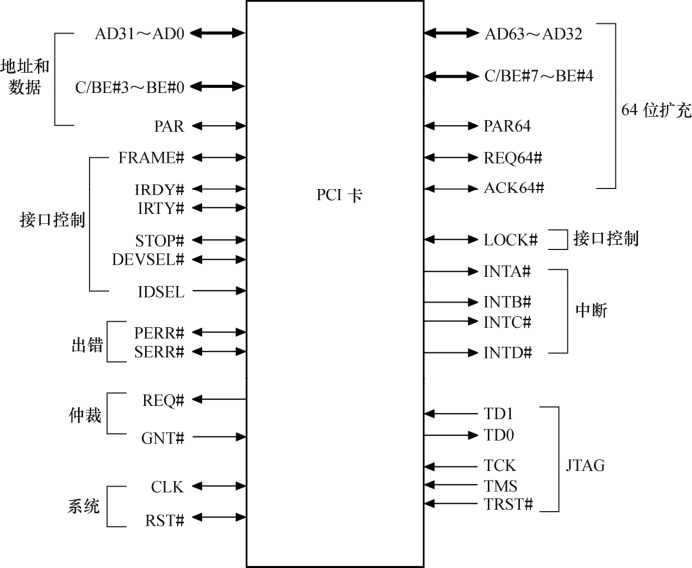 AD31～AD0
地址和
数据
C/BE#3～BE#0
PAR
FRAME#
IRDY#
IRTY#
接口控制
STOP#
DEVSEL#
IDSEL
PERR#
出错
SERR#
REQ#
仲裁
GNT#
CLK
系统
RST#
PCI 卡
AD63～AD32
C/BE#7～BE#4
64 位扩充
PAR64
REQ64#
ACK64#
LOCK#
接口控制
INTA#
INTB#
中断
INTC#
INTD#
TD1
TD0
TCK
JTAG
TMS
TRST#